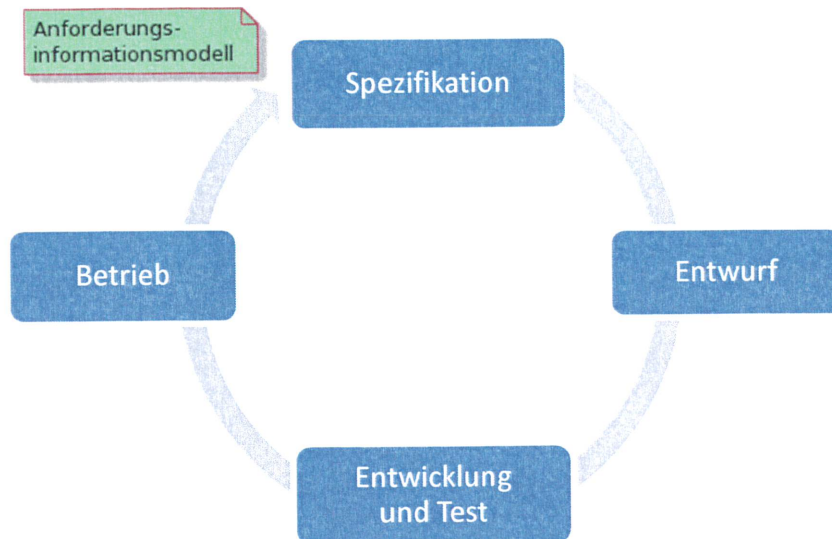 Anforderungs-
informationsmodell
Spezifikation
Betrieb
Entwurf
Entwicklung
und Test